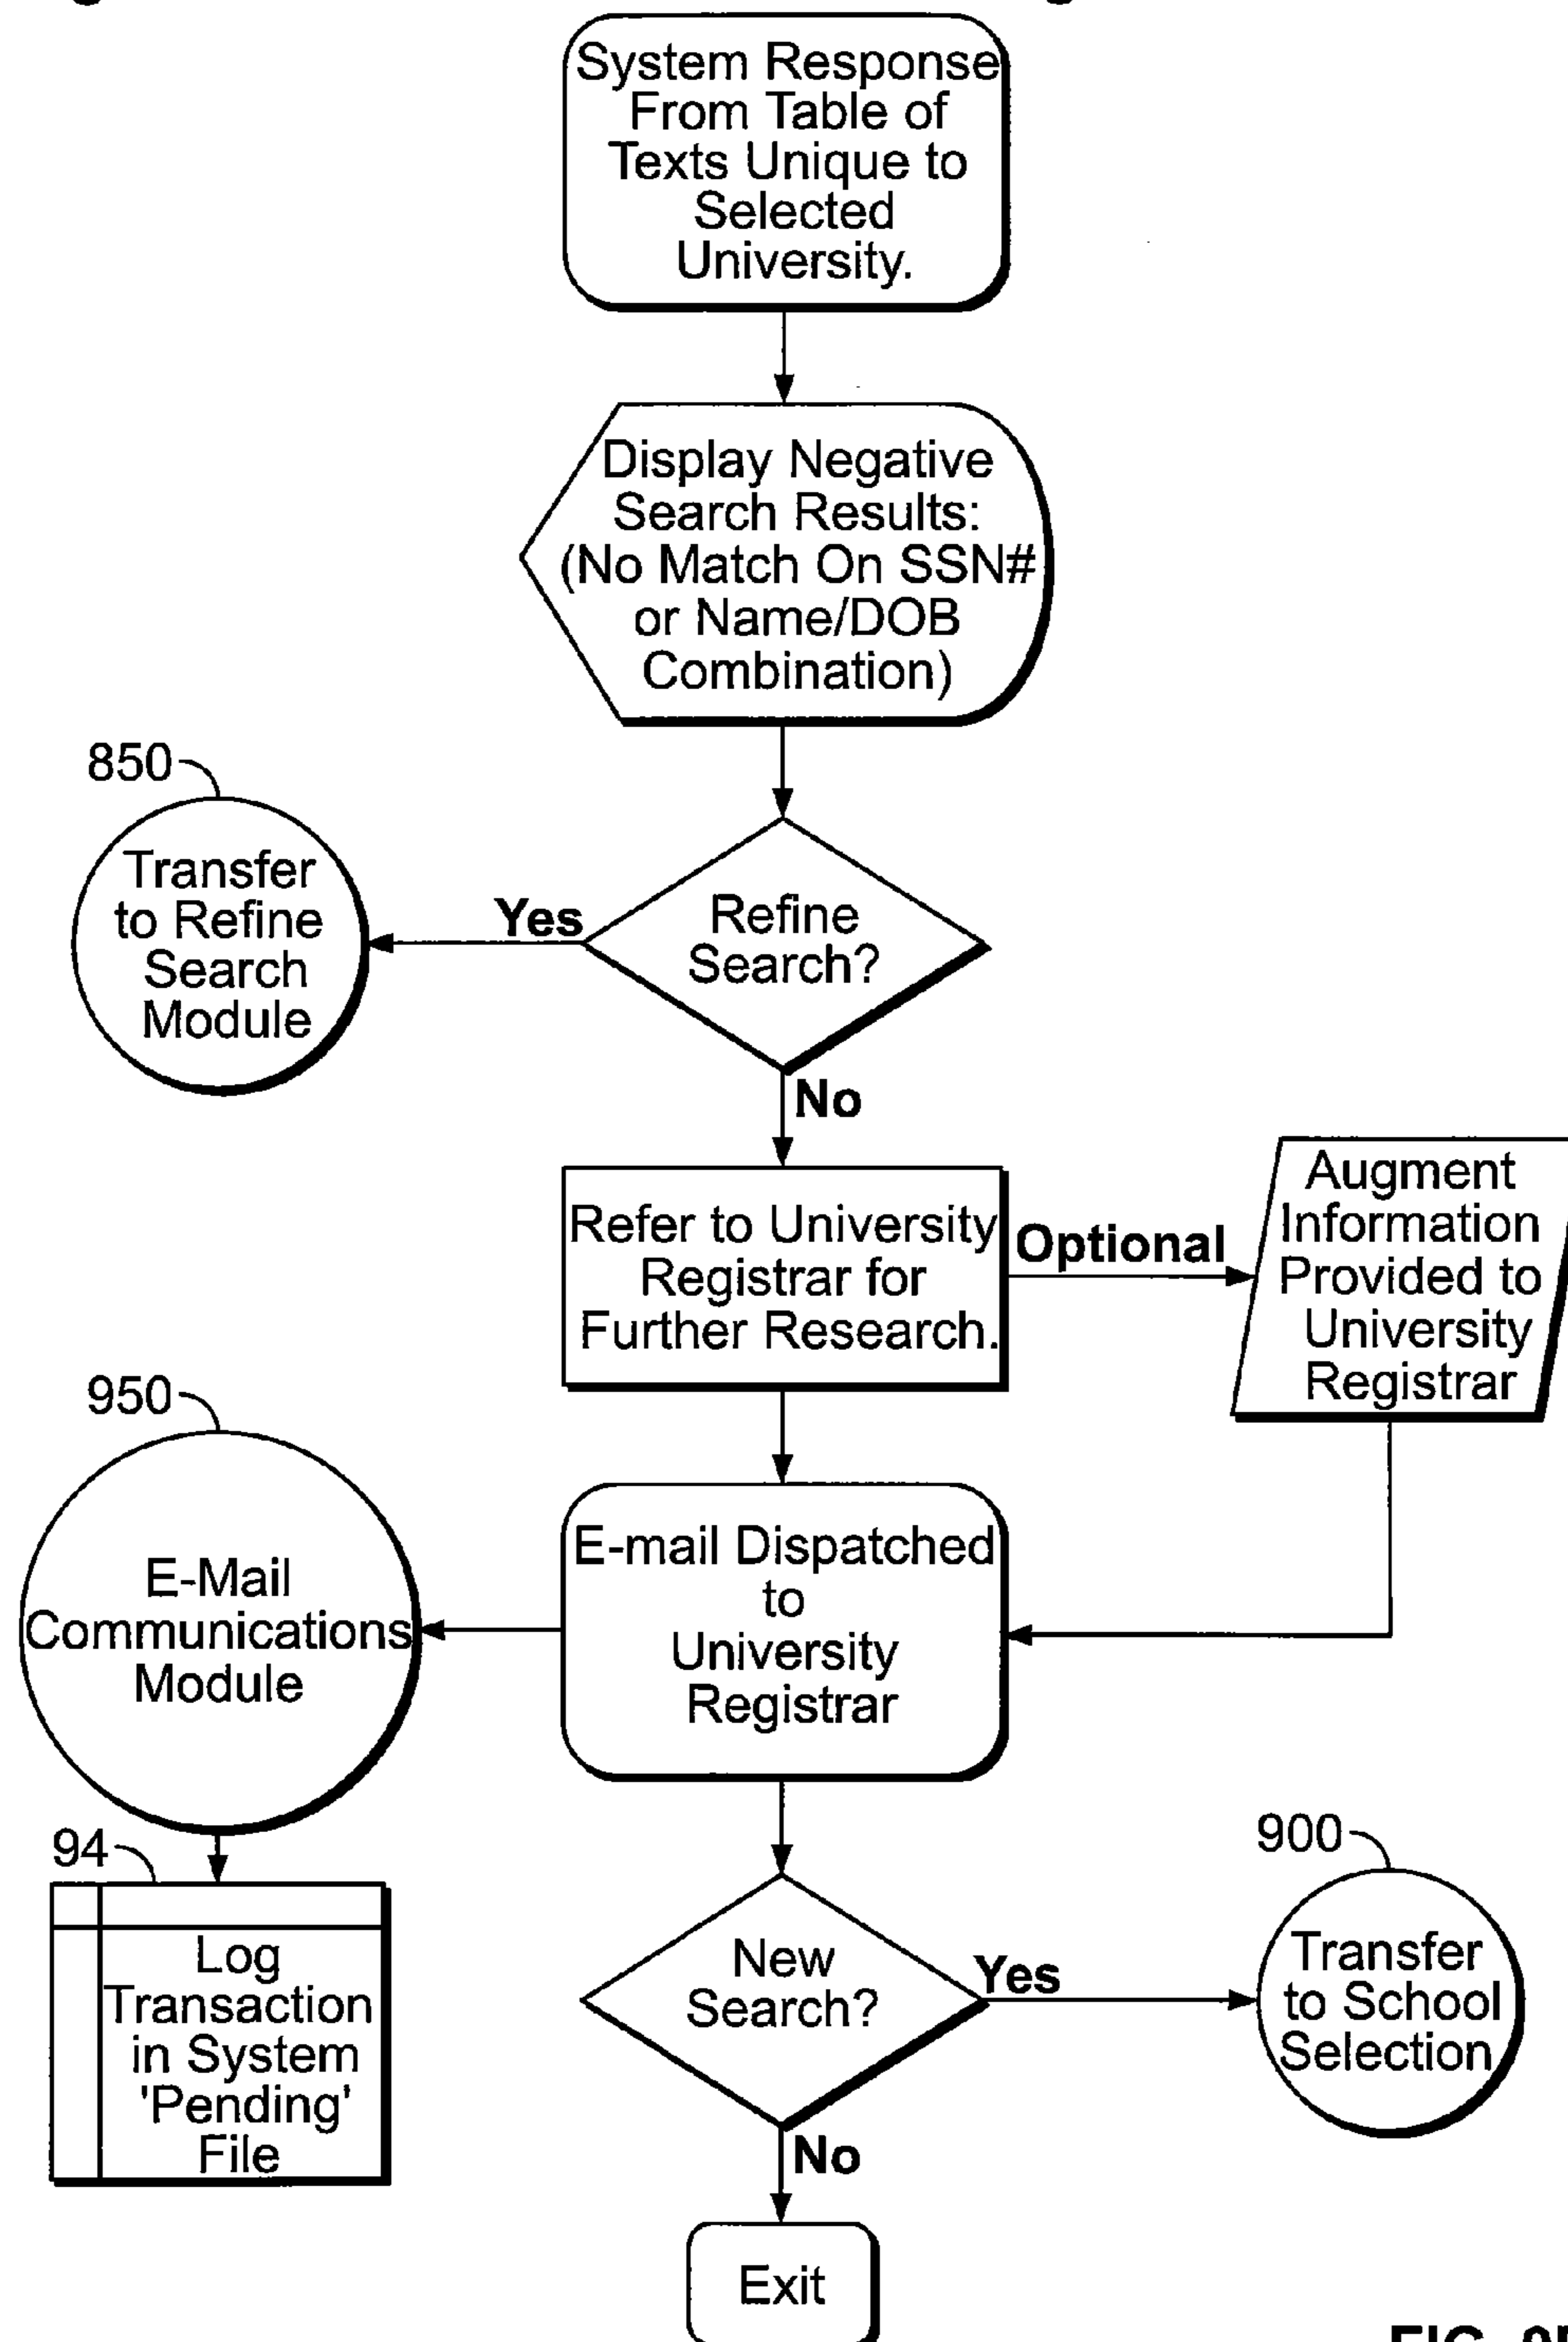 System Response
From Table of
Texts Unique to
Selected
University.
Display Negative
Search Results:
(No Match On SSN#
or Name/DOB
Combination)
850
Transfer
to Refine
Search
Module
Yes
Refine
Search?
No
Refer to University
Registrar for
Further Research.
Optional
Augment
Information
Provided to
University
Registrar
950
E-Mail
Communications
Module
E-mail Dispatched
to
University
Registrar
94
Log
Transaction
in System
'Pending'
File
New
Search?
Yes
900
Transfer
to School
Selection
No
Exit